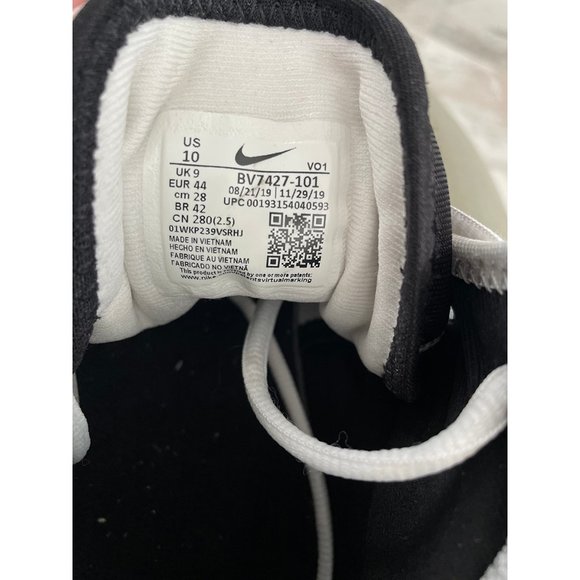 US
10
UK 9
EUR 44
cm 28
BR 42
CN 280(2.5)
01WKP239VSRHJ
VO1
BV7427-101
08/21/19 11/29/19
UPC 00193154040593
MADE IN VIETNAM
HECHO EN VIETNAM
FABRIQUE AU VIETNAM
FABRICADO NO VIETNÃ
This product is covered by one or more patents:
virtualmarking